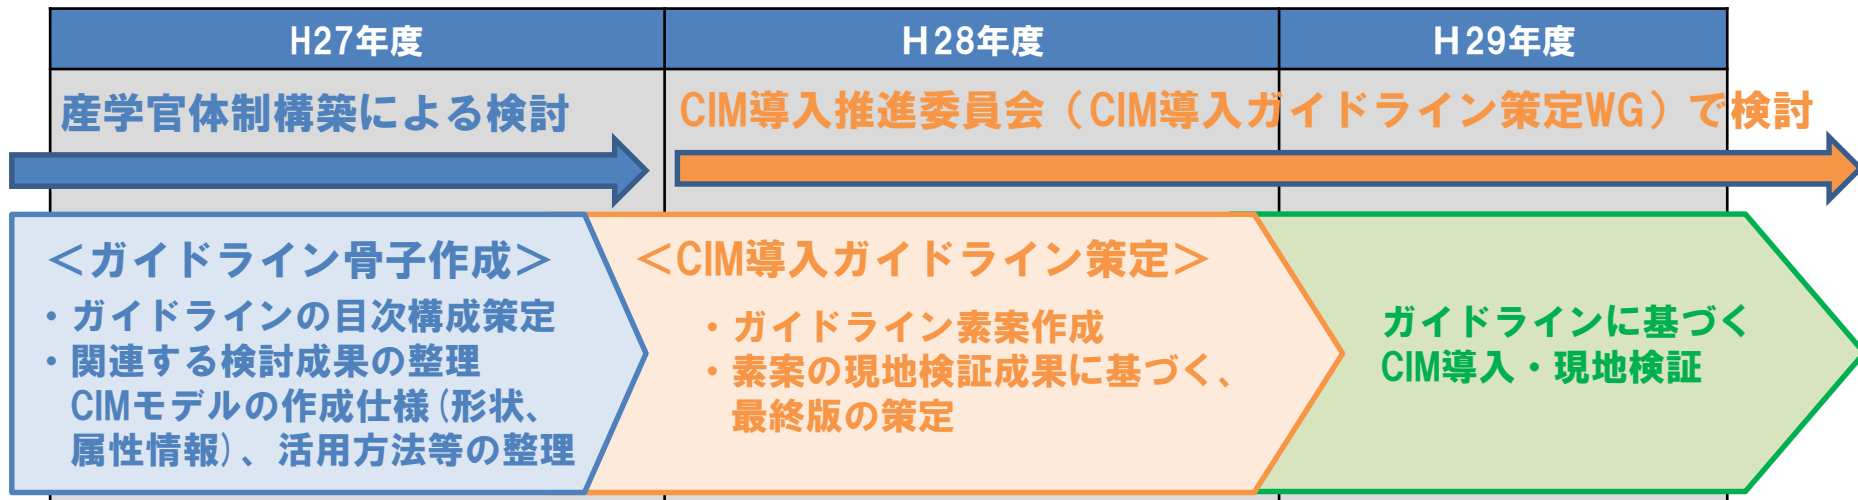 H27年度
H28年度
H29年度
産学官体制構築による検討
CIM導入推進委員会（CIM導入ガイドライン策定WG）で検討
＜ガイドライン骨子作成＞
・ガイドラインの目次構成策定
・関連する検討成果の整理
CIMモデルの作成仕様(形状、
属性情報)、活用方法等の整理
＜CIM導入ガイドライン策定＞
・ガイドライン素案作成
・素案の現地検証成果に基づく、
最終版の策定
ガイドラインに基づく
CIM導入・現地検証